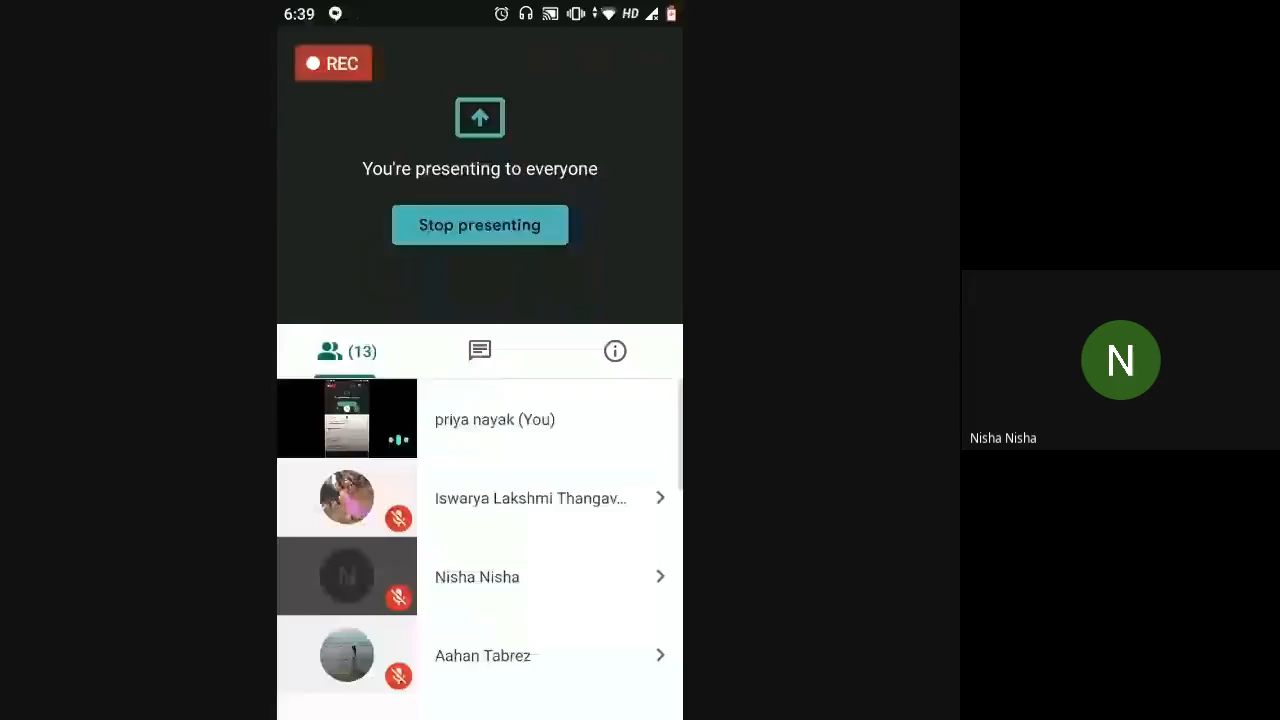 6:39
HD
REC
You're presenting to everyone
Stop presenting
(13)
priya nayak (You)
Iswarya Lakshmi Thangav...
N
Nisha Nisha
Aahan Tabrez
N
Nisha Nisha